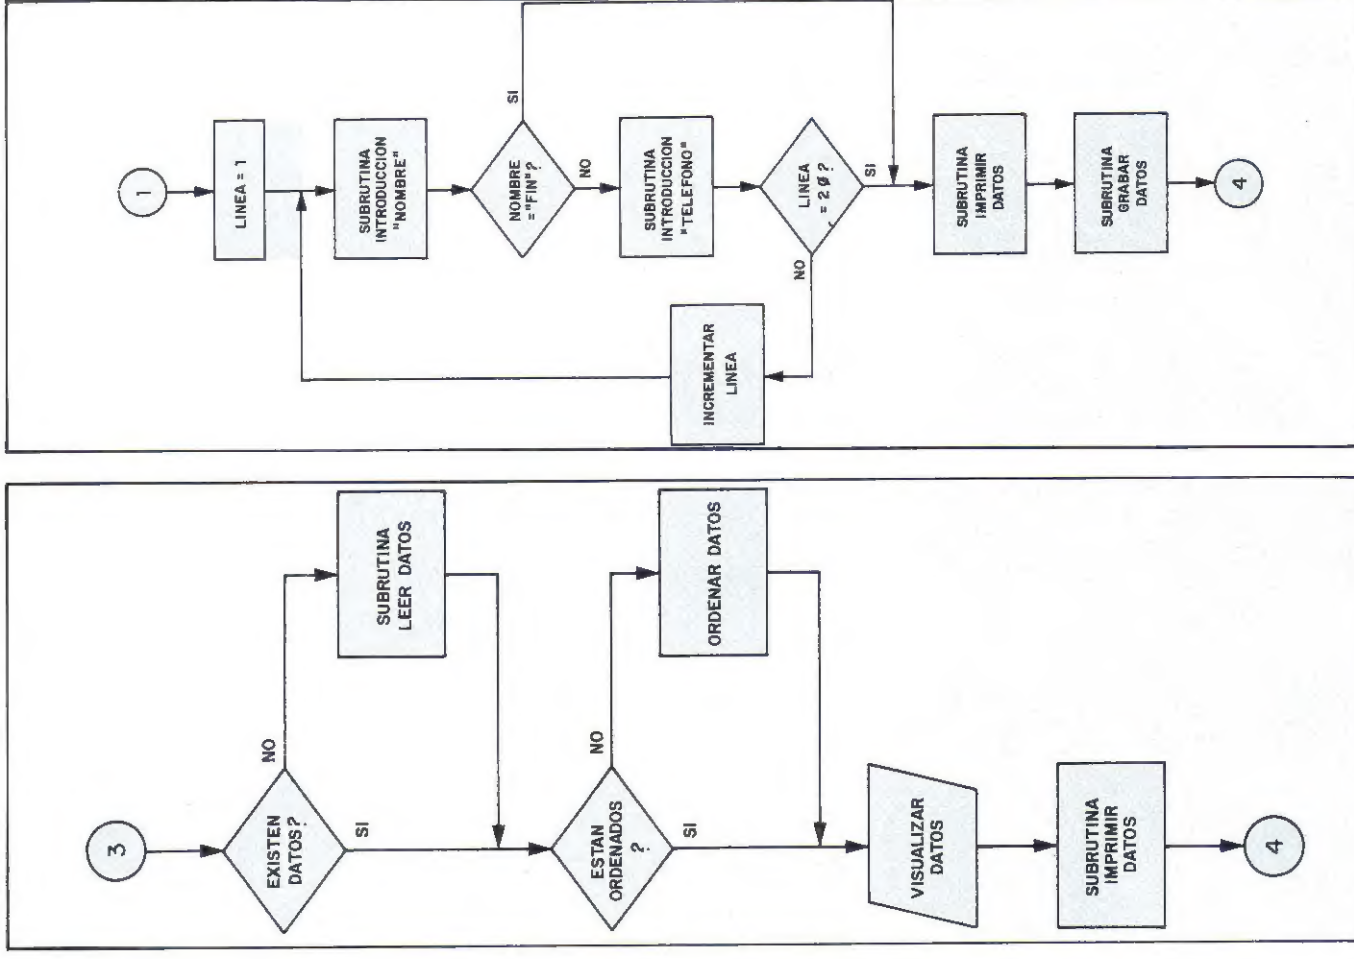 1
LINEA = 1
SUBRUTINA
INTRODUCCION
"NOMBRE"
NOMBRE
="FIN"?
SI
NO
SUBRUTINA
INTRODUCCION
"TELEFONO"
LINEA
= 2Ø?
NO
SI
INCREMENTAR
LINEA
SUBRUTINA
IMPRIMIR
DATOS
SUBRUTINA
GRABAR
DATOS
4
3
EXISTEN
DATOS?
NO
SI
SUBRUTINA
LEER DATOS
ESTAN
ORDENADOS
?
NO
SI
ORDENAR DATOS
VISUALIZAR
DATOS
SUBRUTINA
IMPRIMIR
DATOS
4